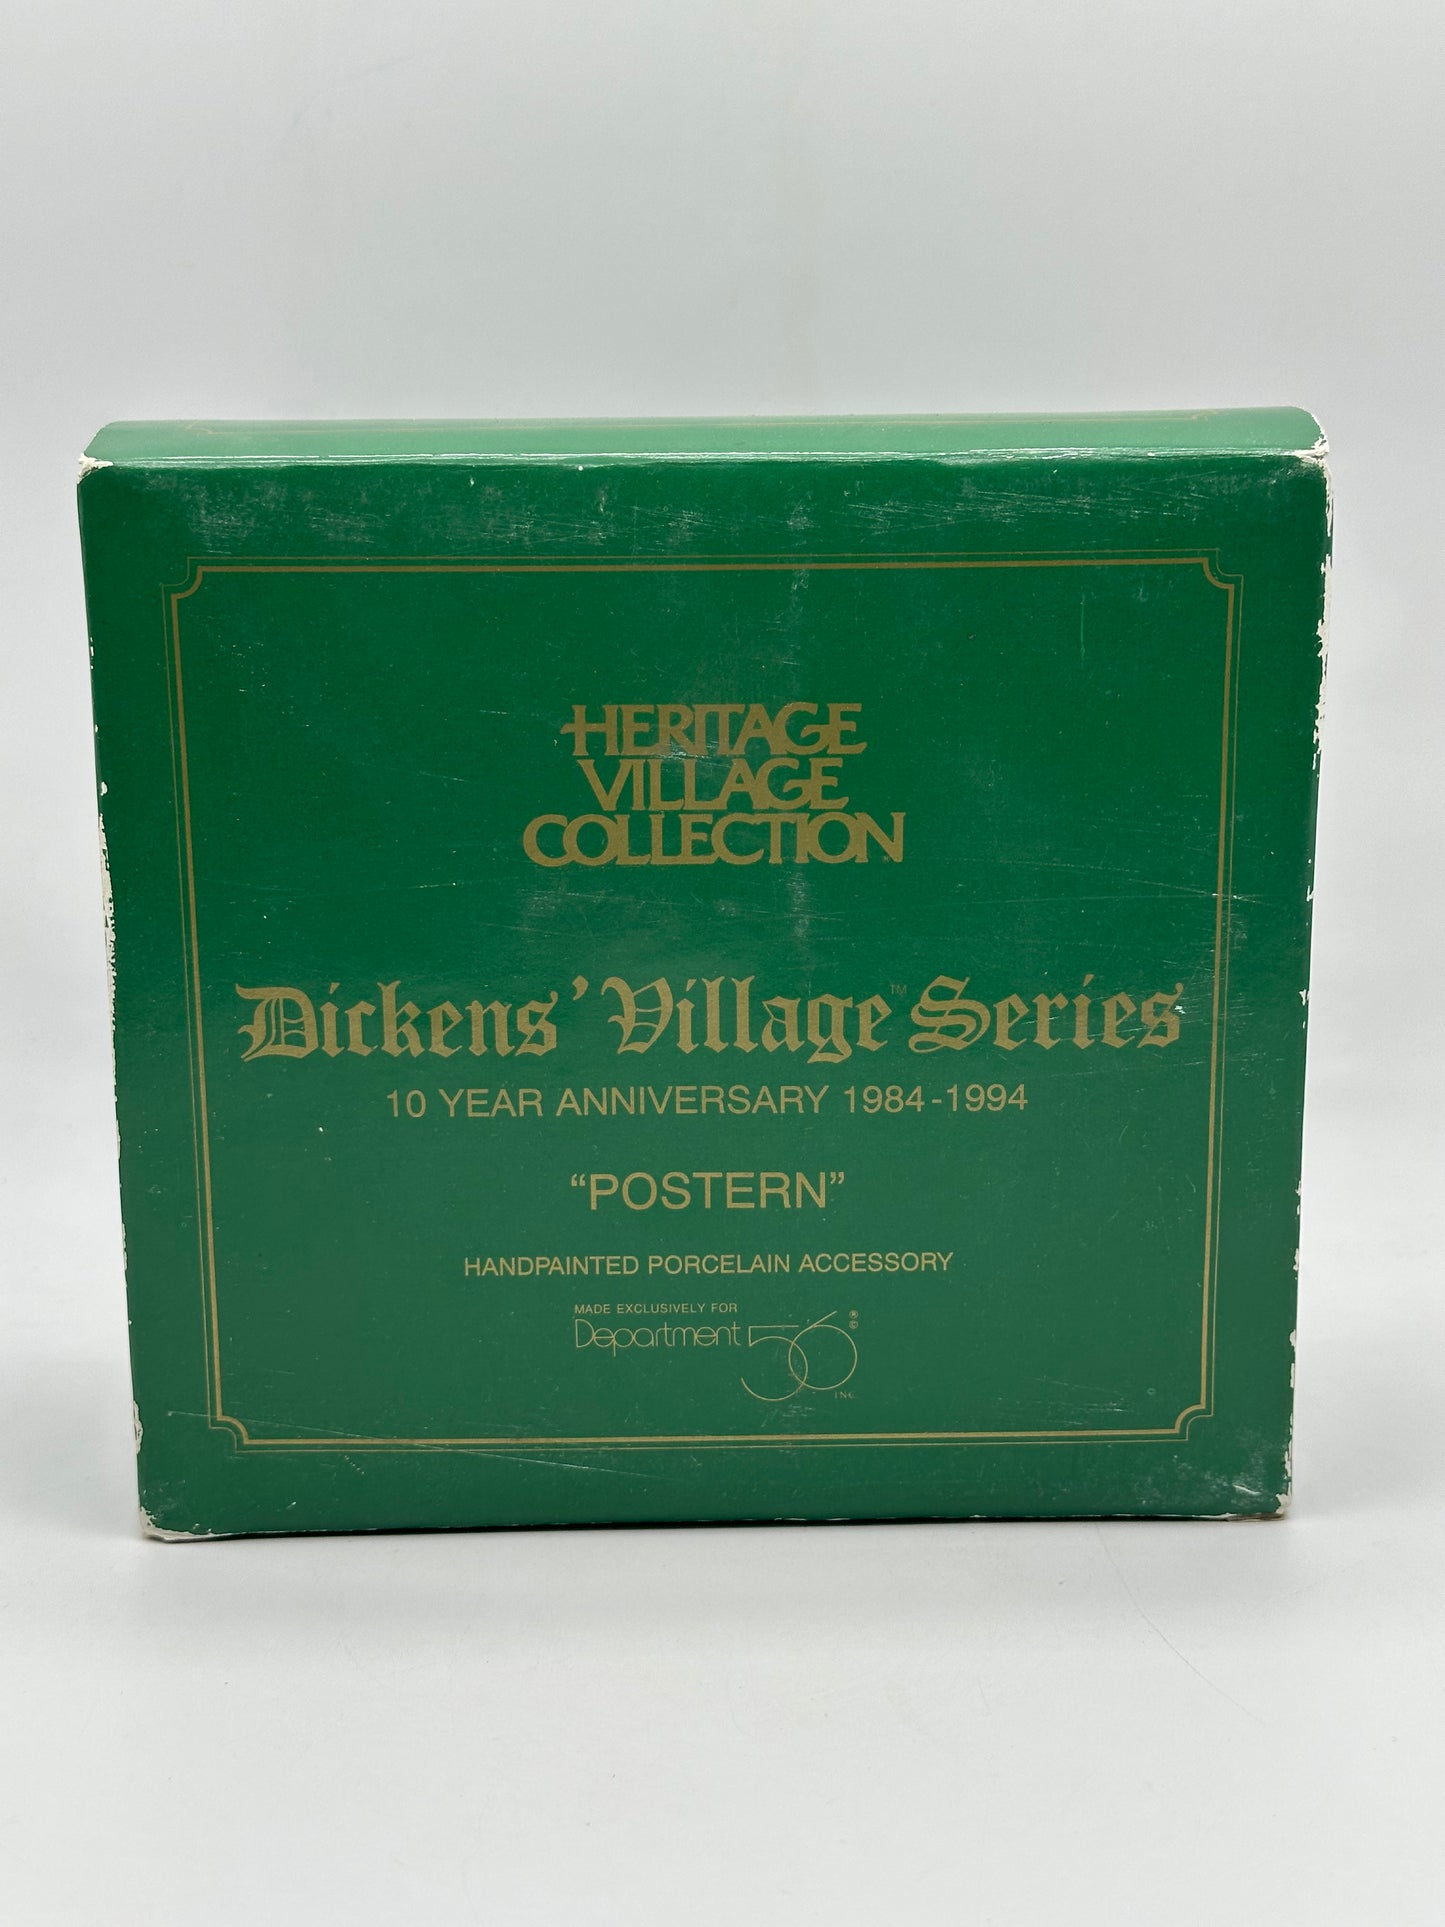 HERITAGE
VILLAGE
COLLECTION
Dickens' Village™ Series
10 YEAR ANNIVERSARY 1984-1994
“POSTERN”
HANDPAINTED PORCELAIN ACCESSORY
MADE EXCLUSIVELY FOR
Department 56 ® ©
INC.